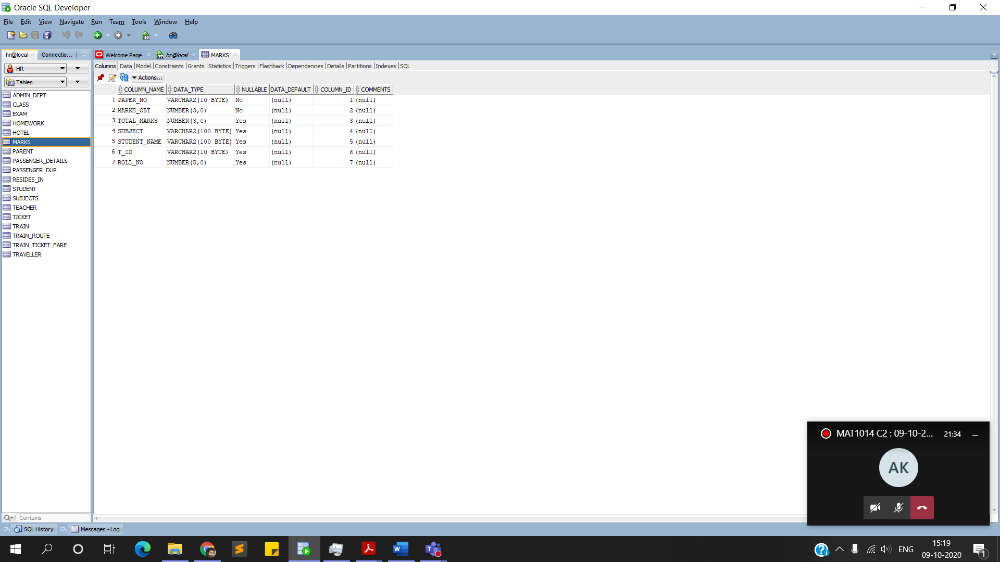 Oracle SQL Developer
File Edit View Navigate Run Team Tools Window Help
hr@local Connectio... Welcome Page hr@local MARKS
HR
Tables
Columns Data Model Constraints Grants Statistics Triggers Flashback Dependencies Details Partitions Indexes SQL
Actions...
COLUMN_NAME DATA_TYPE NULLABLE DATA_DEFAULT COLUMN_ID COMMENTS
1 PAPER_NO VARCHAR2(10 BYTE) No (null) 1 (null)
2 MARKS_OBT NUMBER(3,0) No (null) 2 (null)
3 TOTAL_MARKS NUMBER(3,0) Yes (null) 3 (null)
4 SUBJECT VARCHAR2(100 BYTE) Yes (null) 4 (null)
5 STUDENT_NAME VARCHAR2(100 BYTE) Yes (null) 5 (null)
6 T_ID VARCHAR2(10 BYTE) Yes (null) 6 (null)
7 ROLL_NO NUMBER(5,0) Yes (null) 7 (null)
ADMIN_DEPT
CLASS
EXAM
HOMEWORK
HOTEL
MARKS
PARENT
PASSENGER_DETAILS
PASSENGER_DUP
RESIDES_IN
STUDENT
SUBJECTS
TEACHER
TICKET
TRAIN
TRAIN_ROUTE
TRAIN_TICKET_FARE
TRAVELLER
Contains
SQL History Messages - Log
MAT1014 C2 : 09-10-2... 21:34
AK
ENG
15:19
09-10-2020
1